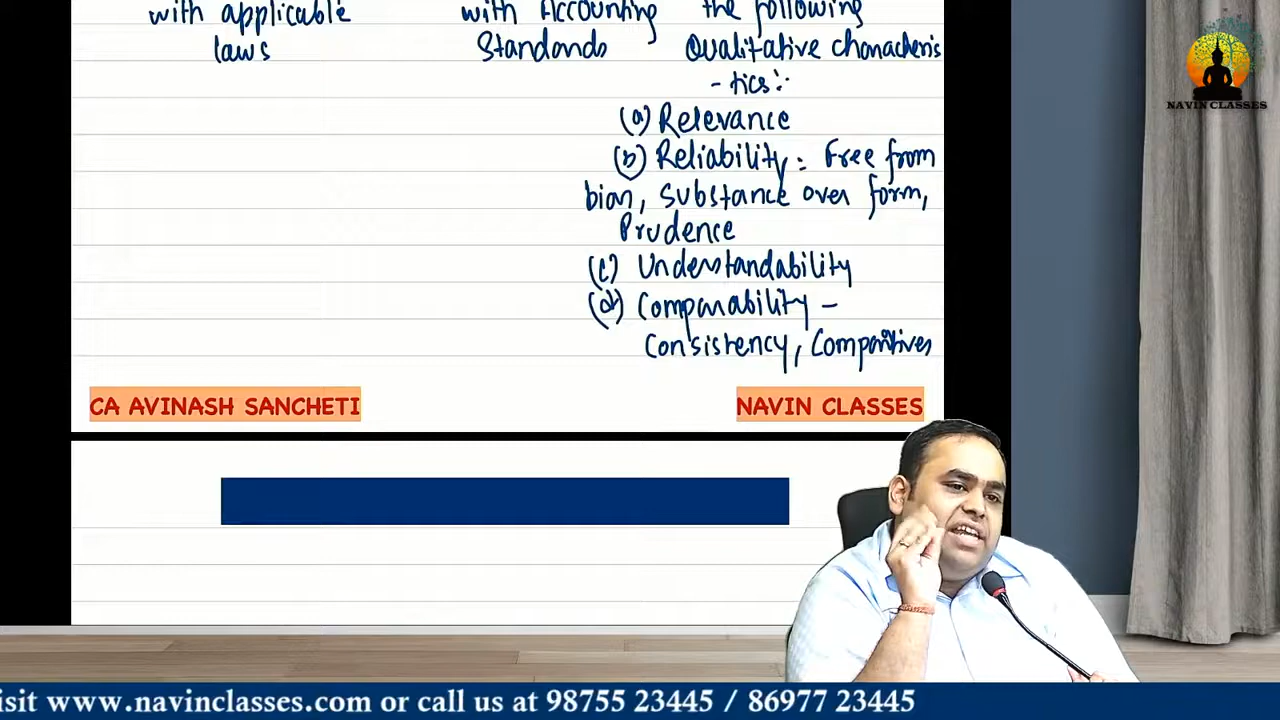 with applicable
laws
with Accounting
Standards
the following
Qualitative characteris
- tics:-
(a) Relevance
(b) Reliability : Free from
bias, Substance over form,
Prudence
(c) Understandability
(d) Comparability -
Consistency, Comparatives
CA AVINASH SANCHETI
NAVIN CLASSES
NAVIN CLASSES
isit www.navinclasses.com or call us at 98755 23445 / 86977 23445